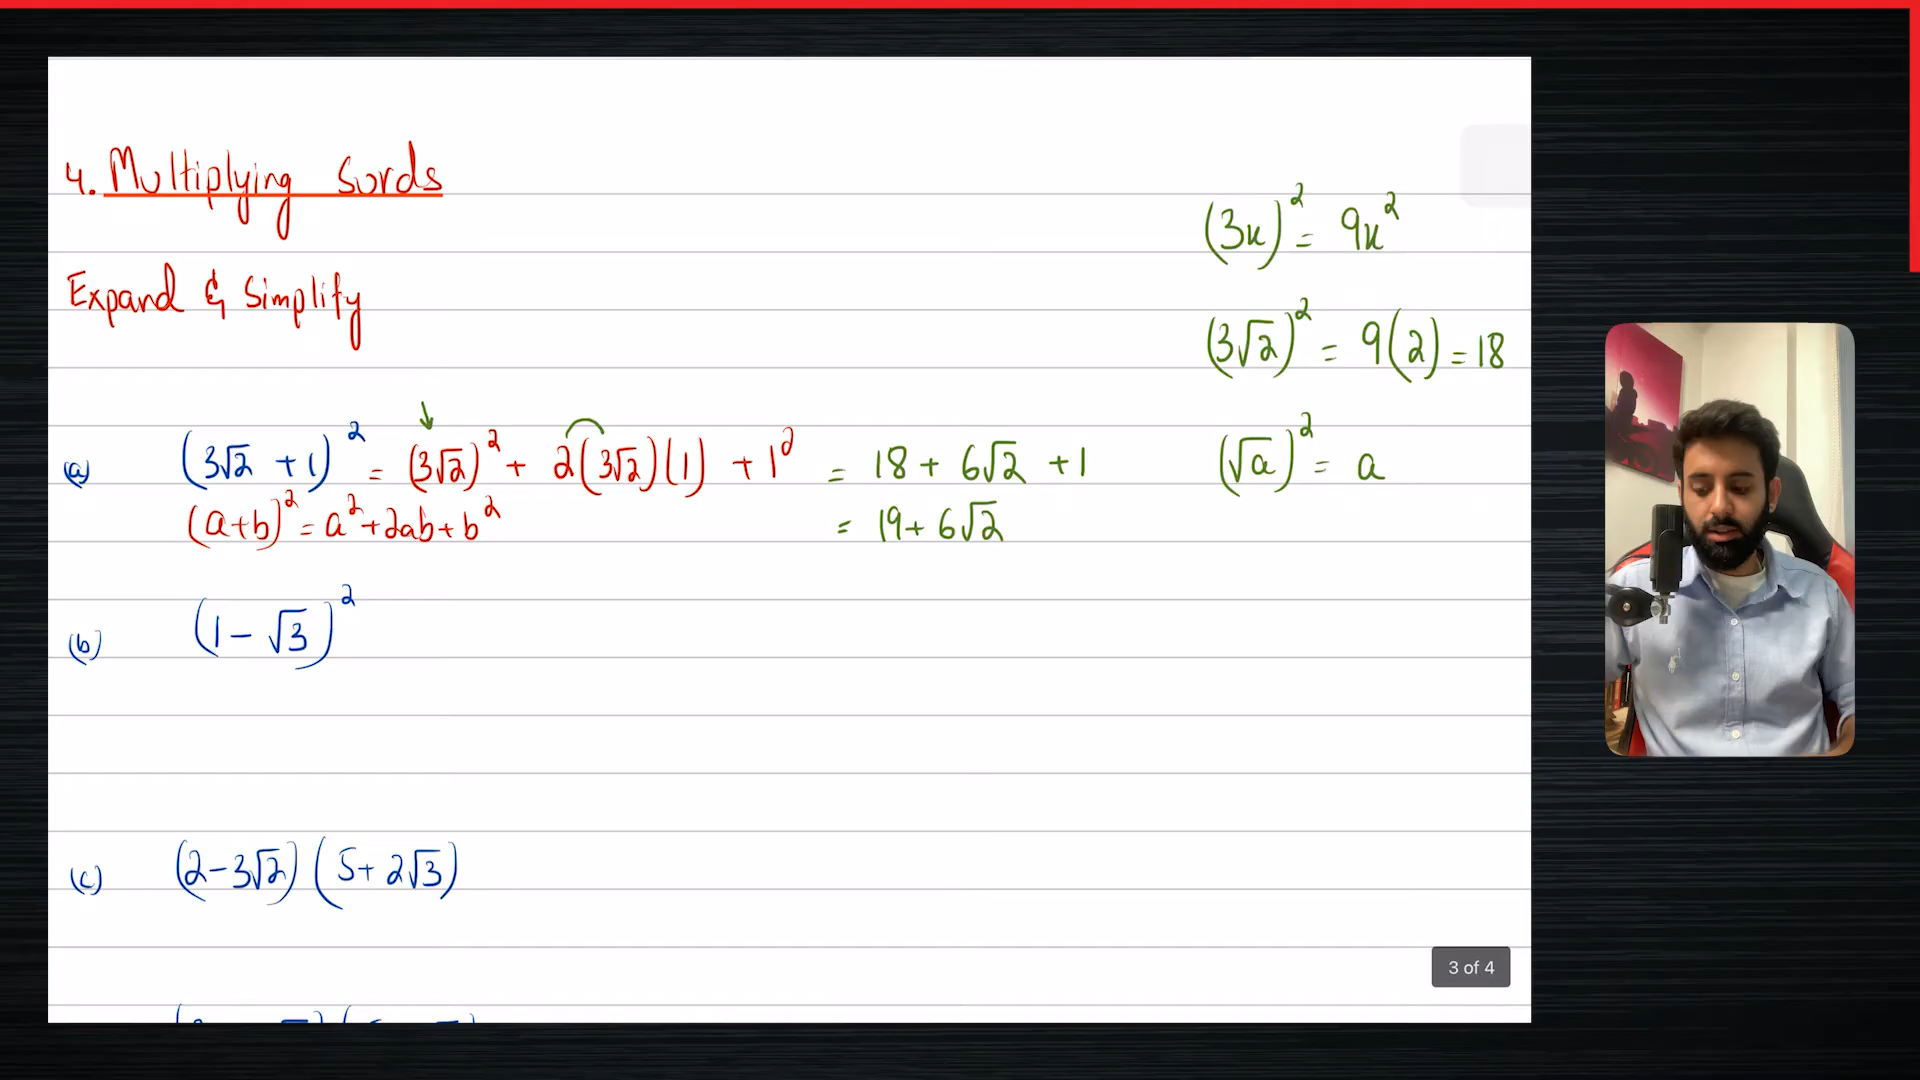 4. Multiplying Surds
Expand & Simplify
(3x)² = 9x²
(3√2)² = 9(2) = 18
(a) (3√2 + 1)² = (3√2)² + 2(3√2)(1) + 1² = 18 + 6√2 + 1
(√a)² = a
(a+b)² = a² + 2ab + b²
= 19 + 6√2
(b) (1 - √3)²
(c) (2 - 3√2)(5 + 2√3)
3 of 4